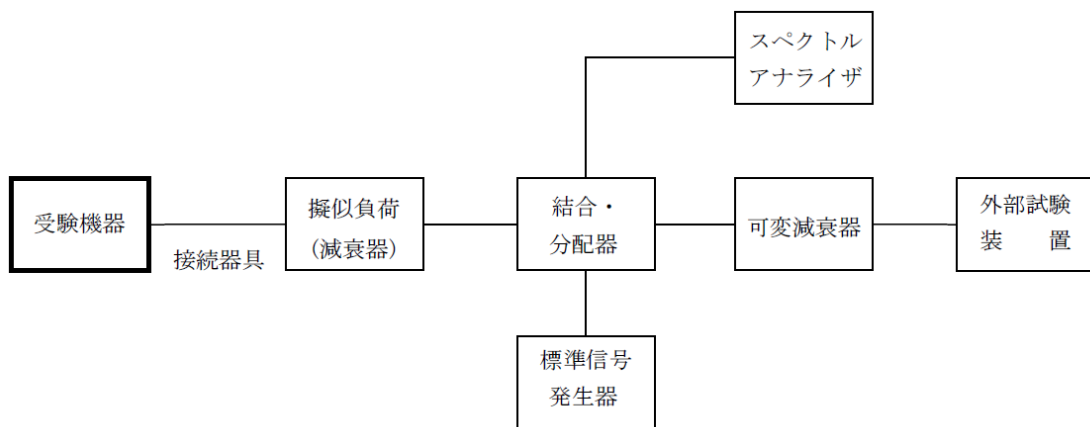 スペクトル
アナライザ
受験機器
接続器具
擬似負荷
(減衰器)
結合・
分配器
可変減衰器
外部試験
装　　置
標準信号
発生器